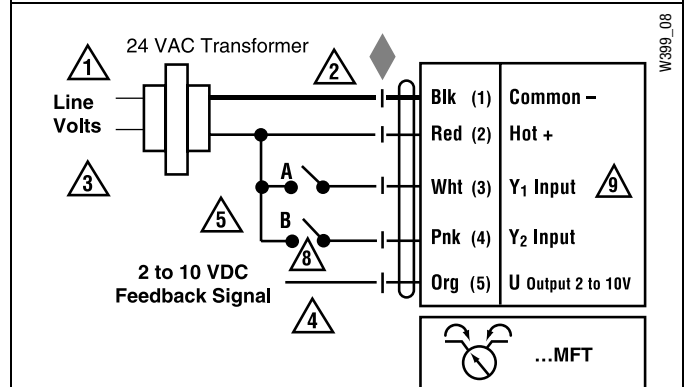 W399_08
24 VAC Transformer
1
2
Line
Volts
3
Blk (1) Common –
Red (2) Hot +
A
Wht (3) Y1 Input
9
5
B
Pnk (4) Y2 Input
8
2 to 10 VDC
Feedback Signal
Org (5) U Output 2 to 10V
4
...MFT